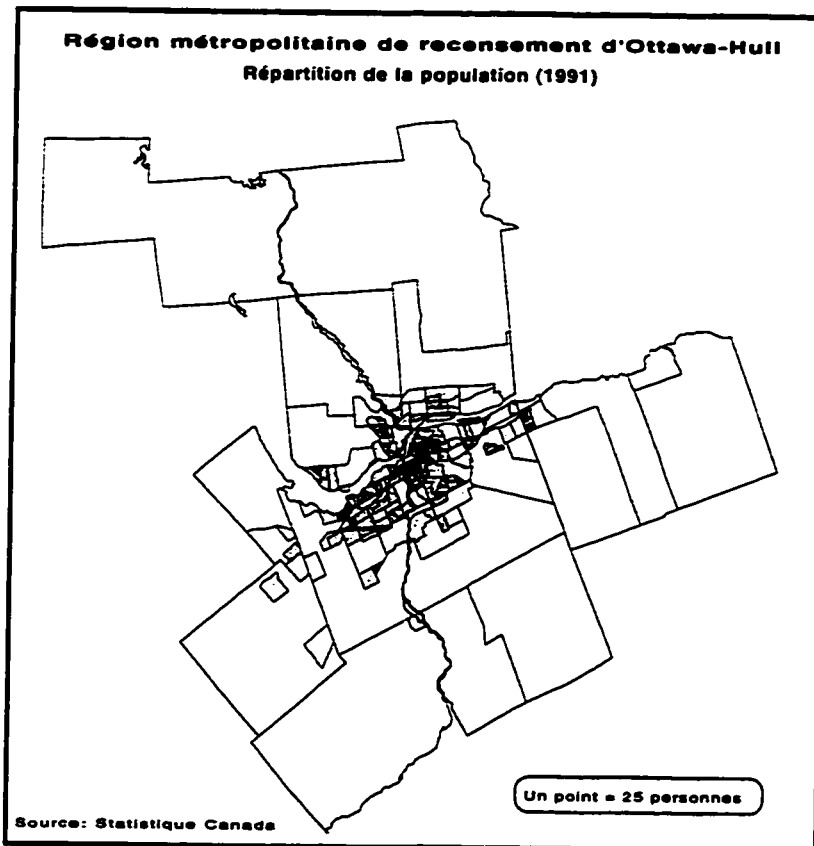 Région métropolitaine de recensement d'Ottawa-Hull
Répartition de la population (1991)
Un point = 25 personnes
Source: Statistique Canada